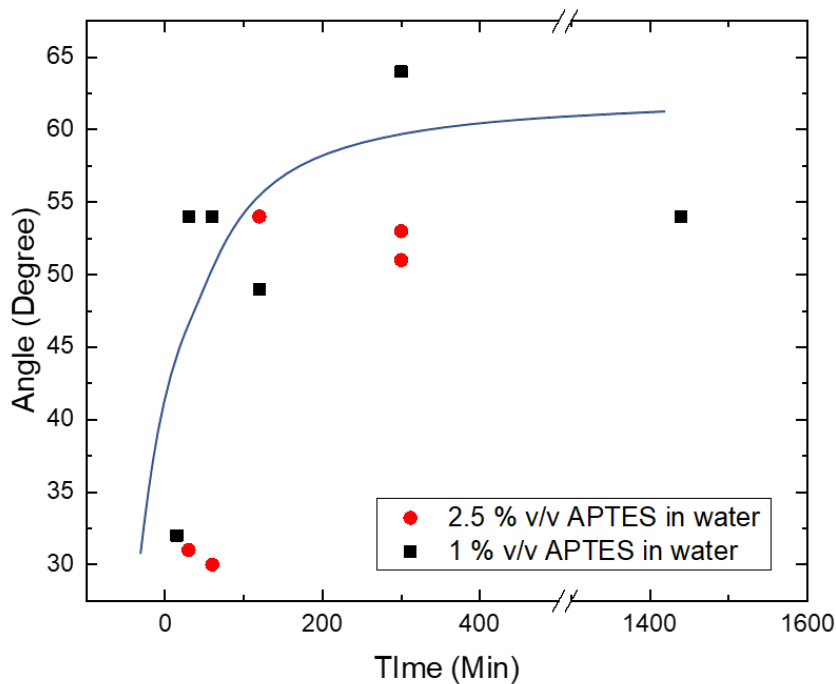 65
60
55
50
45
40
35
30
Angle (Degree)
2.5 % v/v APTES in water
1 % v/v APTES in water
0 200 400 1400 1600
TIme (Min)